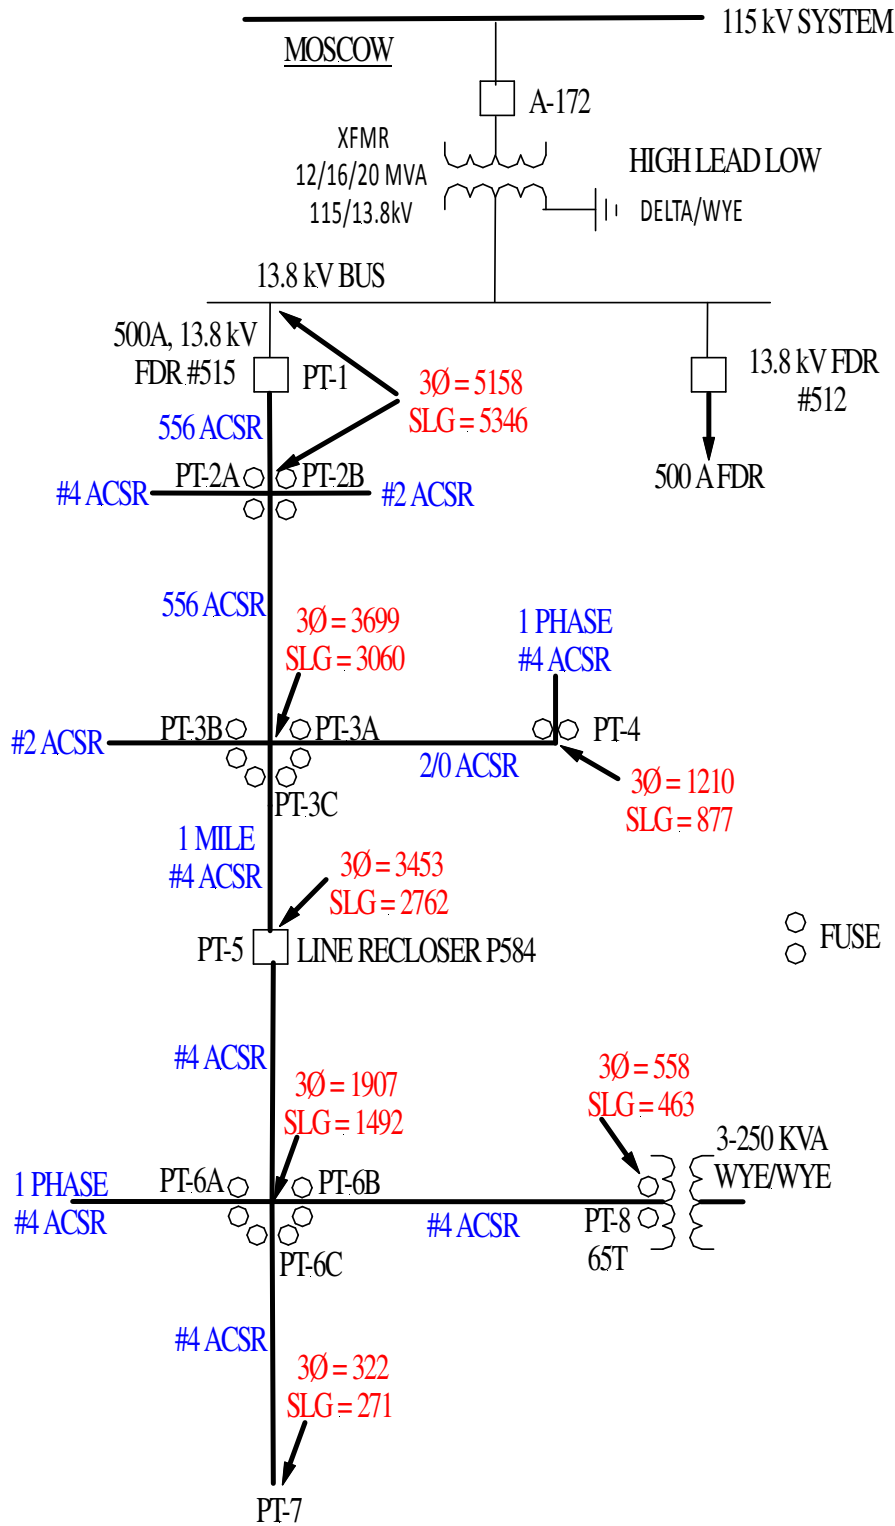 115 kV SYSTEM
MOSCOW
A-172
XFMR
12/16/20 MVA
115/13.8kV
HIGH LEAD LOW
DELTA/WYE
13.8 kV BUS
500A, 13.8 kV
FDR #515
PT-1
3Ø = 5158
SLG = 5346
13.8 kV FDR
#512
556 ACSR
PT-2A
PT-2B
#4 ACSR
#2 ACSR
500 A FDR
556 ACSR
3Ø = 3699
SLG = 3060
1 PHASE
#4 ACSR
PT-3B
PT-3A
PT-4
#2 ACSR
2/0 ACSR
3Ø = 1210
SLG = 877
PT-3C
1 MILE
#4 ACSR
3Ø = 3453
SLG = 2762
PT-5
LINE RECLOSER P584
FUSE
#4 ACSR
3Ø = 1907
SLG = 1492
3Ø = 558
SLG = 463
3-250 KVA
WYE/WYE
1 PHASE
#4 ACSR
PT-6A
PT-6B
#4 ACSR
PT-8
65T
PT-6C
#4 ACSR
3Ø = 322
SLG = 271
PT-7